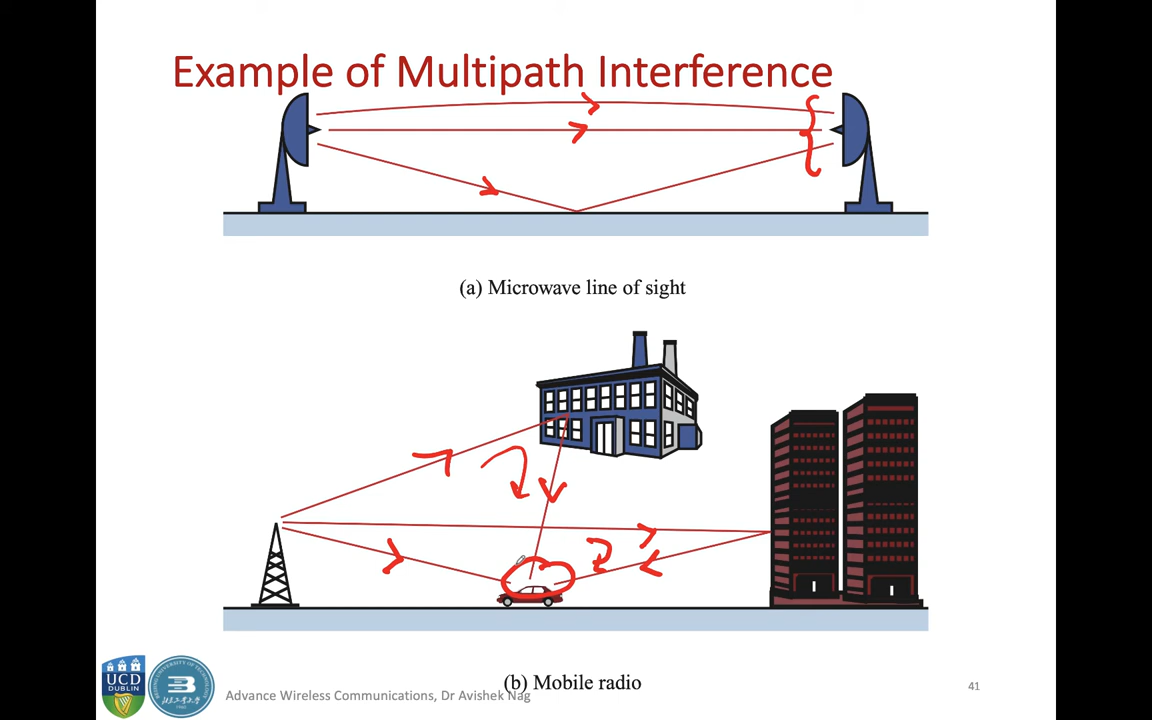 Example of Multipath Interference
(a) Microwave line of sight
(b) Mobile radio
UCD
DUBLIN
Advance Wireless Communications, Dr Avishek Nag
41